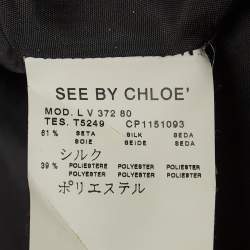 SEE BY CHLOE'
MOD. L V 372 80
TES. T5249 CP1151093
61 % SETA SILK SEDA
SOIE SEIDE SEDA
シルク
39 % POLIESTERE POLYESTER POLIESTER
POLYESTER POLYESTER POLIESTER
ポリエステル